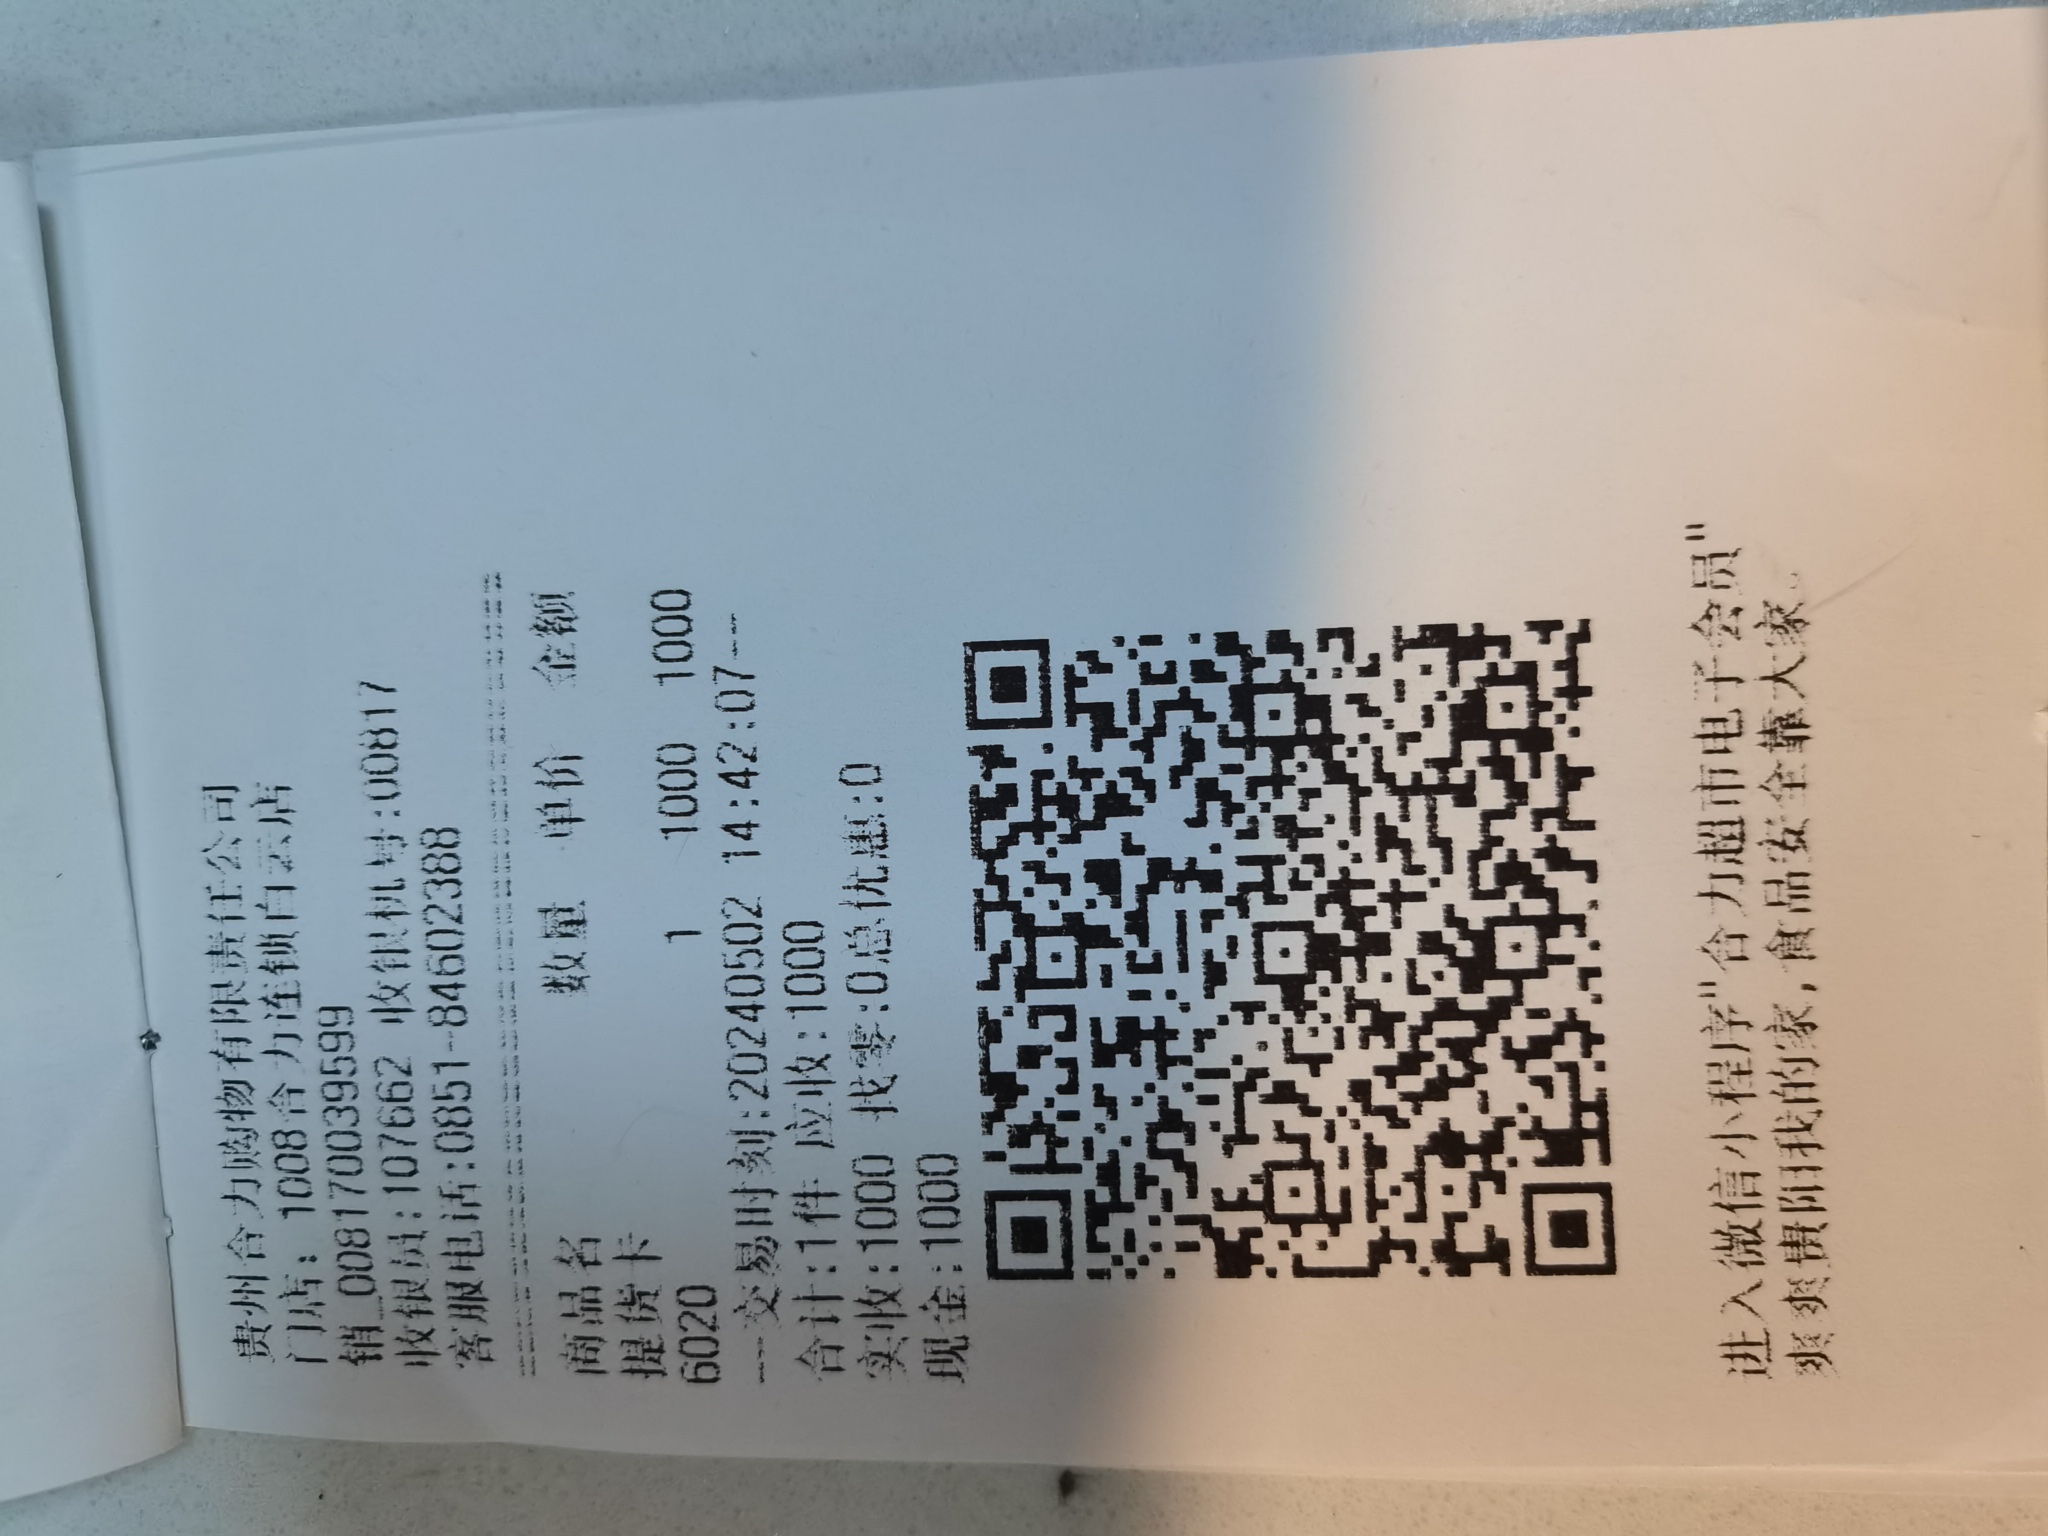 贵州合力购物有限责任公司
门店: 1008合力连锁白云店
销_008170039599
收银员:107662 收银机号:00817
客服电话:0851-84602388
商品名 数量 单价 金额
提货卡
6020 1 1000 1000
---交易时刻:20240502 14:42:07---
合计:1件 应收:1000
实收:1000 找零:0总优惠:0
现金:1000
进入微信小程序"合力超市电子会员"
爽爽贵阳我的家,食品安全靠大家。